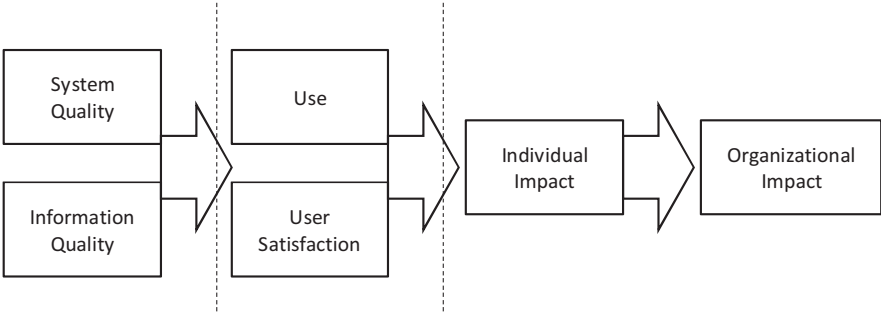 System
Quality
Information
Quality
Use
User
Satisfaction
Individual
Impact
Organizational
Impact